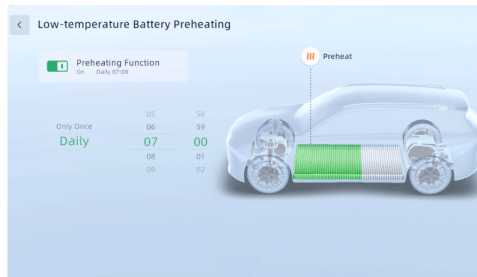 Low-temperature Battery Preheating
Preheating Function
On Daily 07:00
Preheat
05 58
Only Once 06 59
Daily 07 00
08 01
09 02